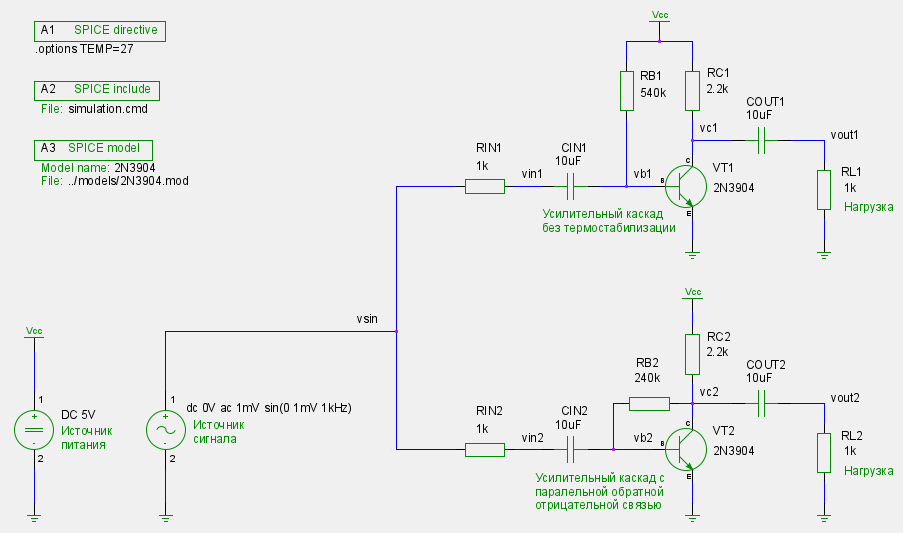 A1 SPICE directive
.options TEMP=27
A2 SPICE include
File: simulation.cmd
A3 SPICE model
Model name: 2N3904
File: ../models/2N3904.mod
Vcc
RB1
540k
RC1
2.2k
COUT1
10uF
vc1
vout1
RIN1
1k
vin1
CIN1
10uF
vb1
B
C
E
VT1
2N3904
RL1
1k
Нагрузка
Усилительный каскад
без термостабилизации
vsin
Vcc
1
2
DC 5V
Источник
питания
1
2
dc 0V ac 1mV sin(0 1mV 1kHz)
Источник
сигнала
Vcc
RC2
2.2k
RB2
240k
vc2
COUT2
10uF
vout2
RIN2
1k
vin2
CIN2
10uF
vb2
B
C
E
VT2
2N3904
RL2
1k
Нагрузка
Усилительный каскад с
паралельной обратной
отрицательной связью